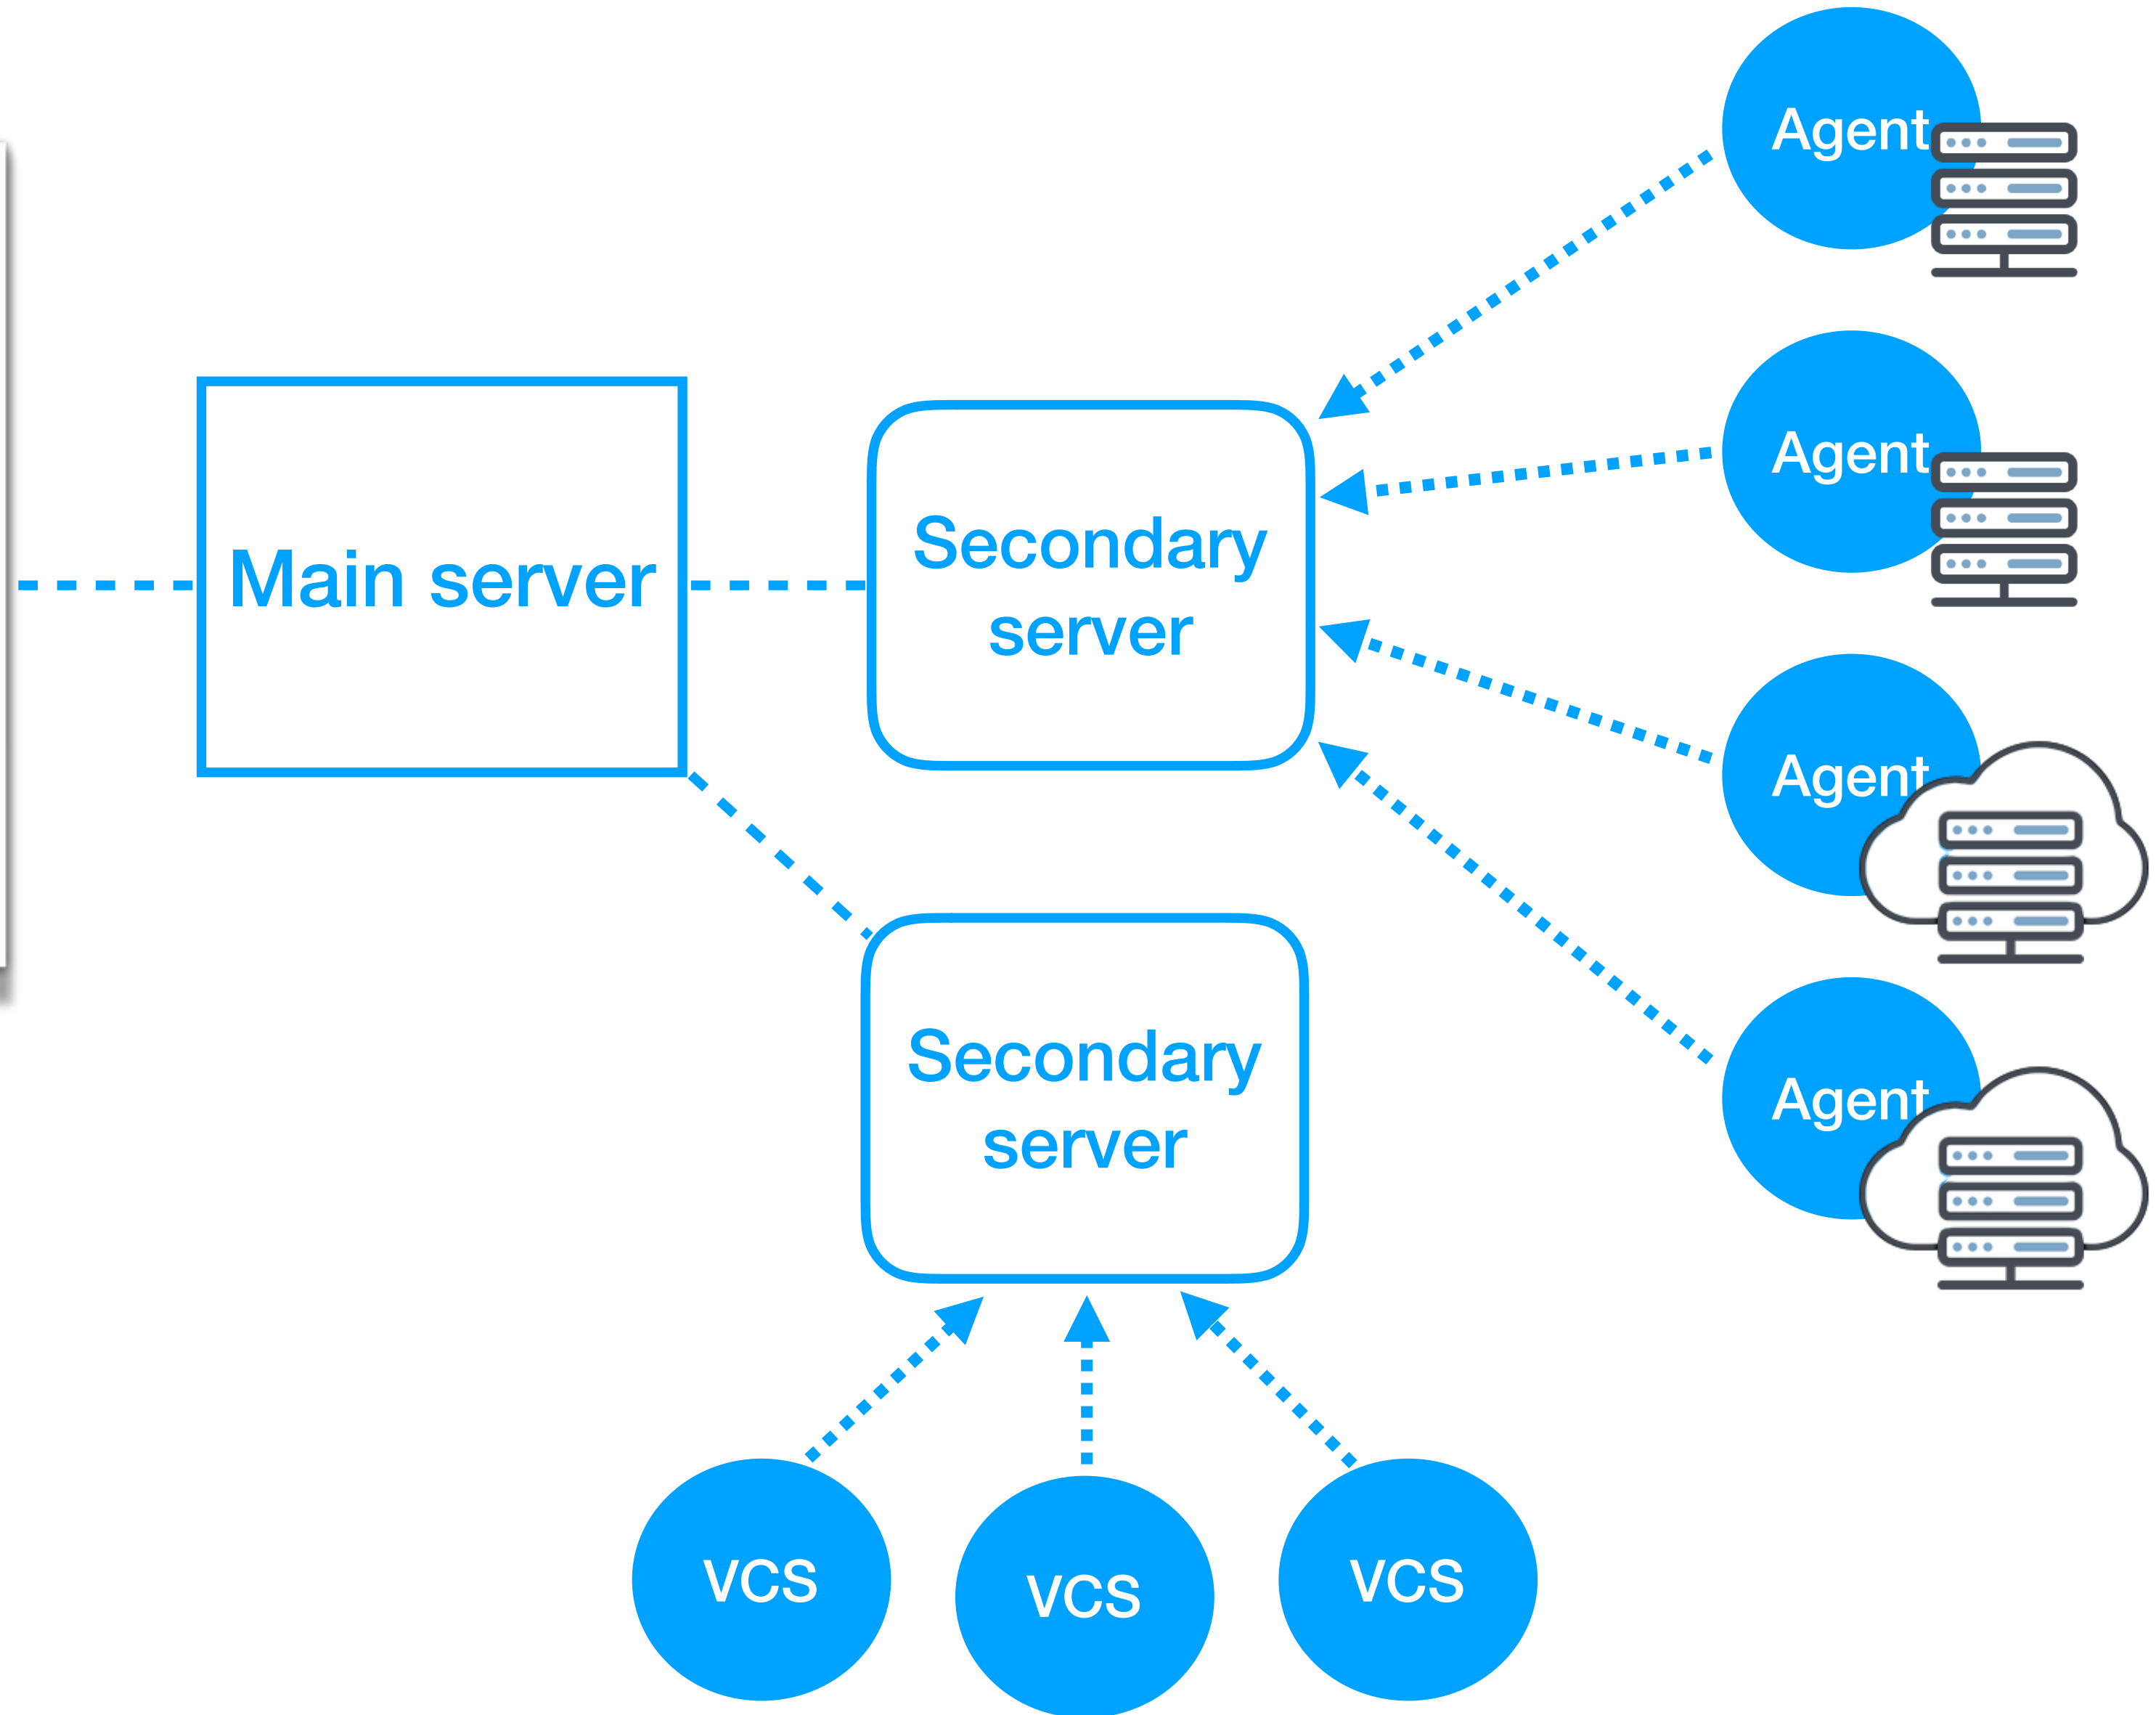 Agent
Agent
Main server
Secondary
server
Agent
Secondary
server
Agent
VCS
VCS
VCS